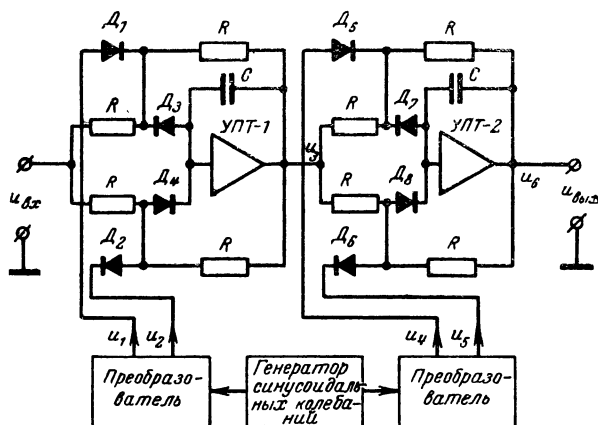 Д1 R Д5 R
C C
R Д3 УПТ-1 R Д7 УПТ-2
u3
R Д4 R Д8 u6
uвх uвых
Д2 R Д6 R
u1 u2 u4 u5
Преобразо-
ватель
Генератор
синусоидаль-
ных колеба-
ний
Преобразо-
ватель